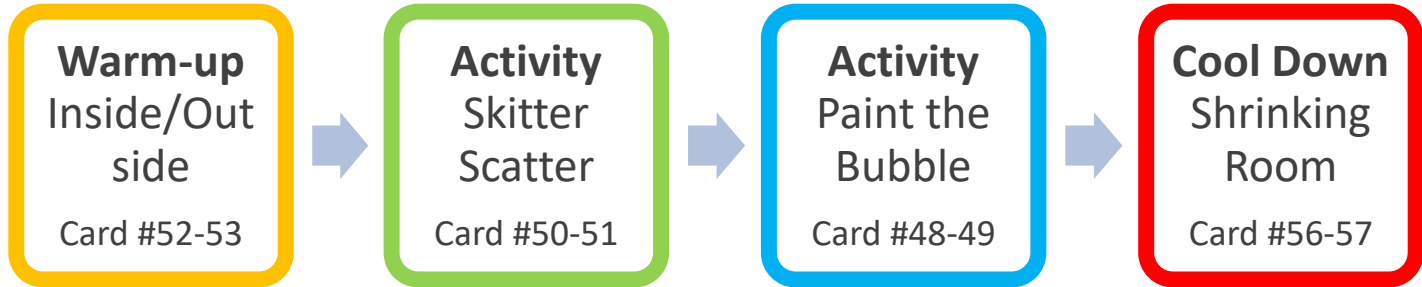 Warm-up
Inside/Out
side
Card #52-53
Activity
Skitter
Scatter
Card #50-51
Activity
Paint the
Bubble
Card #48-49
Cool Down
Shrinking
Room
Card #56-57